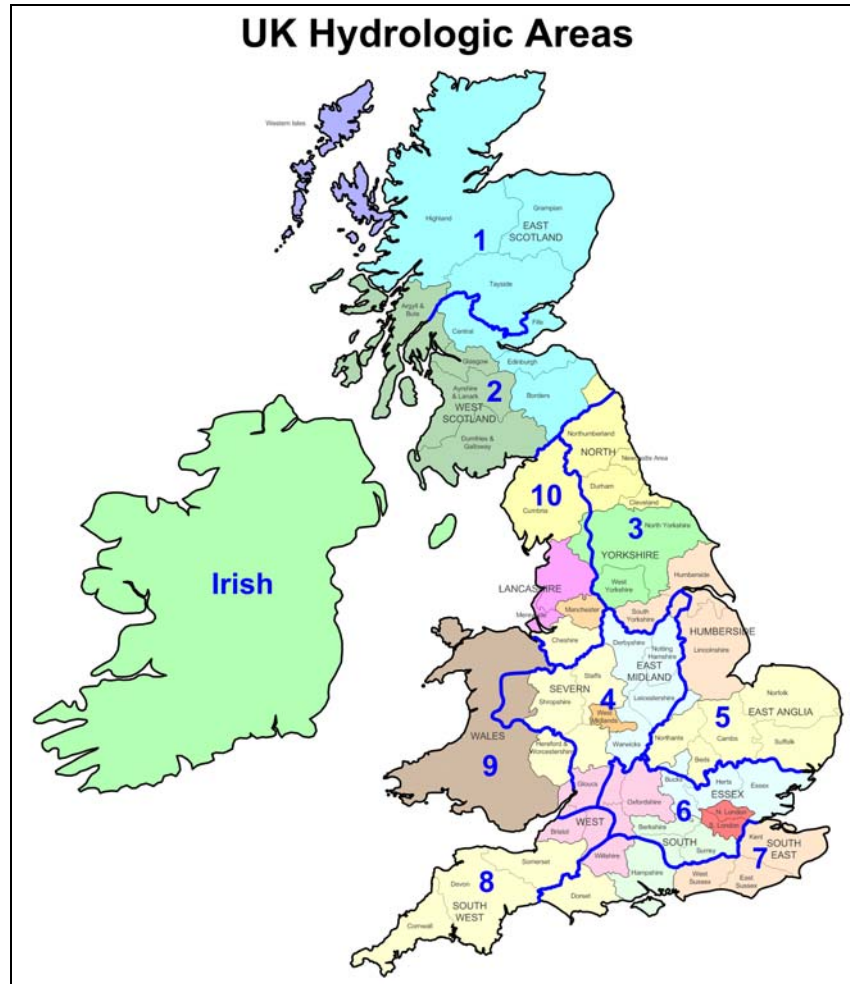 UK Hydrologic Areas
Western Isles
Highland
Grampian
EAST
SCOTLAND
1
Tayside
Argyll &
Bute
Fife
Central
Glasgow
Edinburgh
Ayrshire
& Lanark
2
WEST
SCOTLAND
Borders
Dumfries &
Galloway
Northumberland
NORTH
Newcastle Area
10
Cumbria
Durham
Cleveland
3
North Yorkshire
YORKSHIRE
Irish
West
Yorkshire
Humberside
LANCASHIRE
Manchester
South
Yorkshire
HUMBERSIDE
Cheshire
Derbyshire
Notting
Hamshire
Lincolnshire
EAST
MIDLAND
Staffs
SEVERN
4
Shropshire
Leicestershire
West
Midlands
Norfolk
5
EAST ANGLIA
WALES
9
Hereford &
Worcestershire
Warwicks
Northants
Cambs
Suffolk
Beds
Bucks
Herts
Essex
ESSEX
Gloucs
Oxfordshire
6
N. London
S. London
WEST
Bristol
Berkshire
SOUTH
Surrey
Kent
SOUTH
EAST
7
Wiltshire
Somerset
Hampshire
West
Sussex
East
Sussex
8
Devon
SOUTH
WEST
Dorset
Cornwall